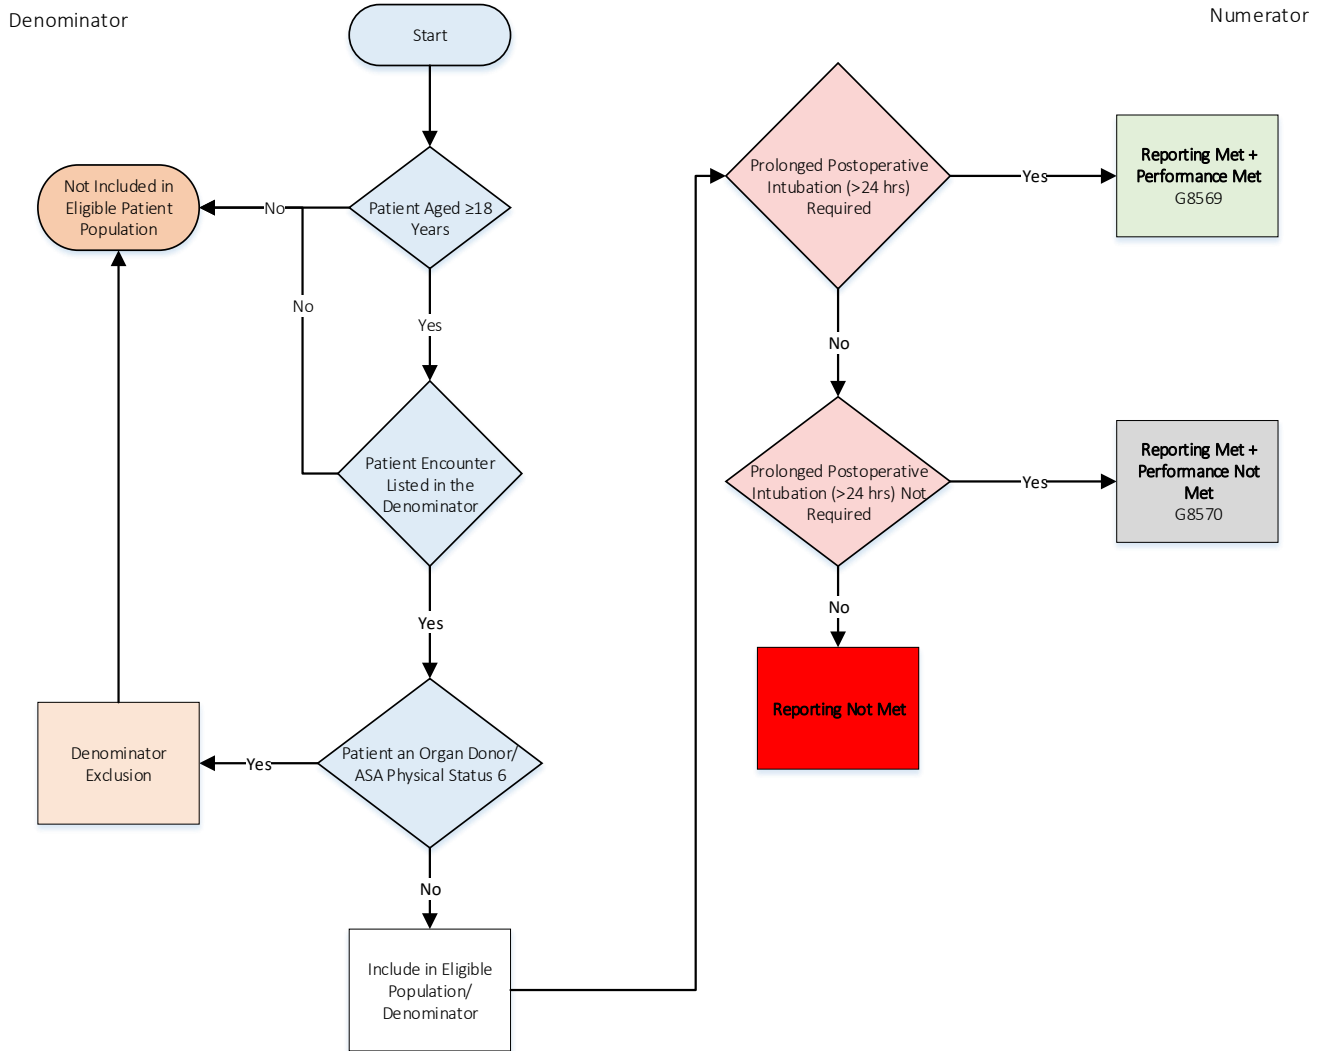 Denominator
Numerator
Start
Patient Aged ≥18
Years
No
Not Included in
Eligible Patient
Population
No
Yes
Patient Encounter
Listed in the
Denominator
Yes
Patient an Organ Donor/
ASA Physical Status 6
Yes
Denominator
Exclusion
No
Include in Eligible
Population/
Denominator
Prolonged Postoperative
Intubation (>24 hrs)
Required
Yes
Reporting Met +
Performance Met
G8569
No
Prolonged Postoperative
Intubation (>24 hrs) Not
Required
Yes
Reporting Met +
Performance Not
Met
G8570
No
Reporting Not Met